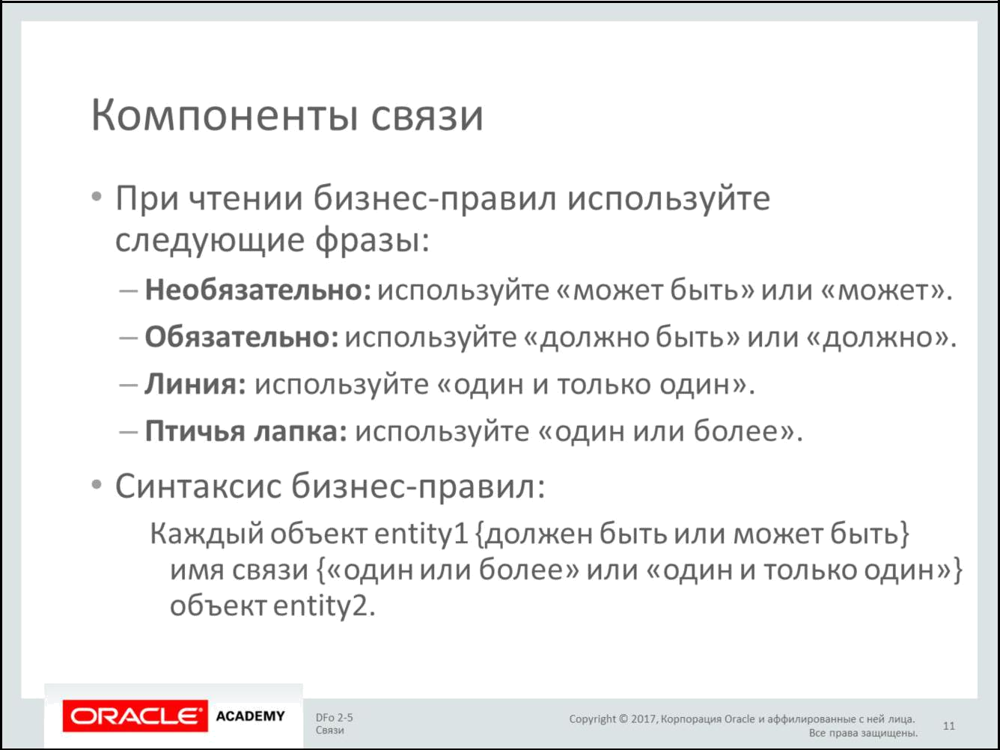 Компоненты связи
• При чтении бизнес-правил используйте
следующие фразы:
– Необязательно: используйте «может быть» или «может».
– Обязательно: используйте «должно быть» или «должно».
– Линия: используйте «один и только один».
– Птичья лапка: используйте «один или более».
• Синтаксис бизнес-правил:
Каждый объект entity1 {должен быть или может быть}
имя связи {«один или более» или «один и только один»}
объект entity2.
ORACLE® ACADEMY
DFo 2-5
Связи
Copyright © 2017, Корпорация Oracle и аффилированные с ней лица.
Все права защищены.
11